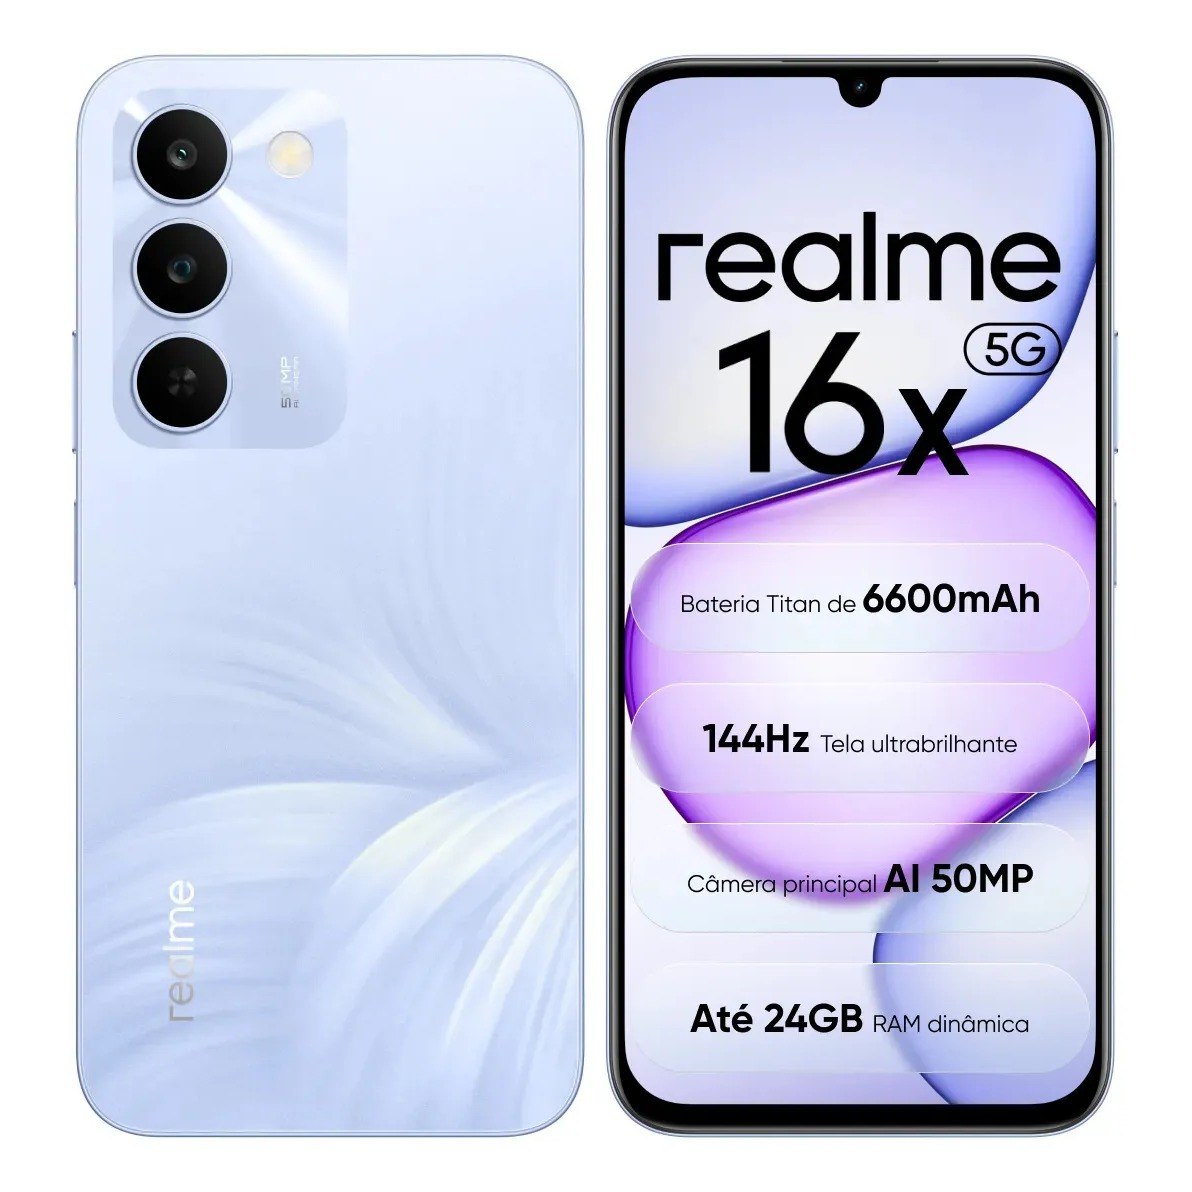 50MP
realme
realme
16x 5G
Bateria Titan de 6600mAh
144Hz Tela ultrabrilhante
Câmera principal AI 50MP
Até 24GB RAM dinâmica